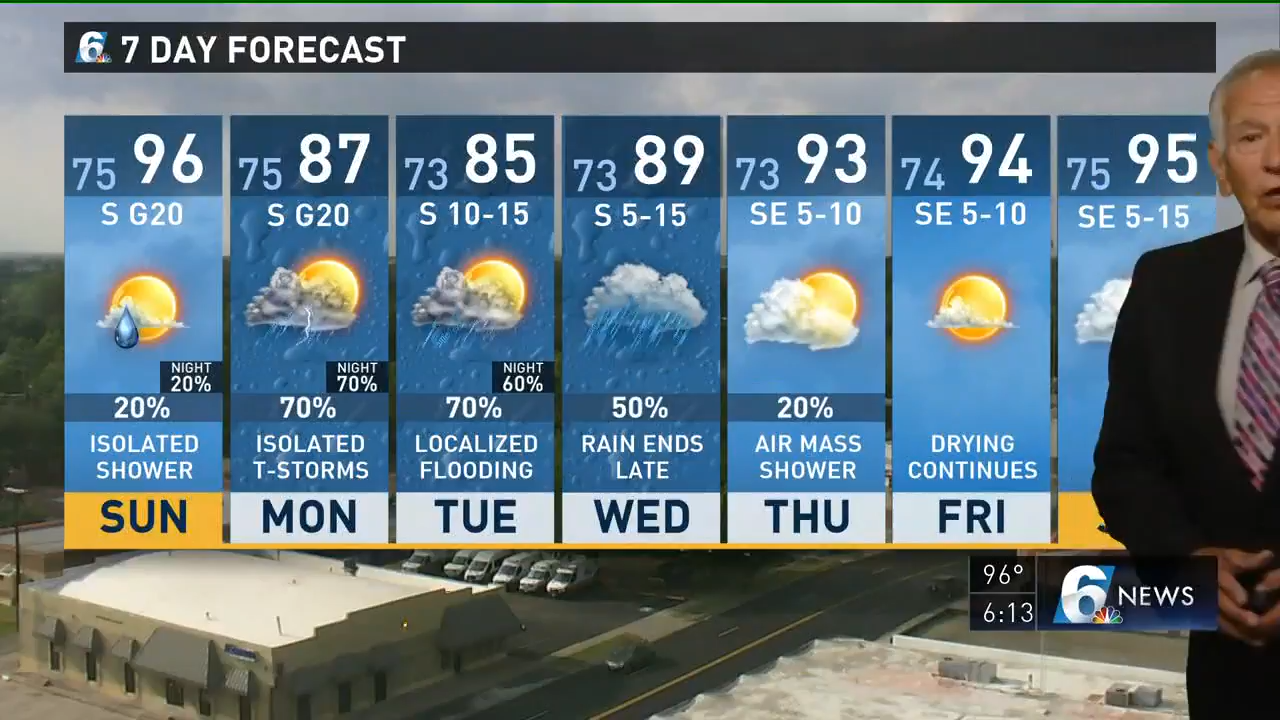 6 7 DAY FORECAST
75 96
S G20
NIGHT
20%
20%
ISOLATED
SHOWER
SUN
75 87
S G20
NIGHT
70%
70%
ISOLATED
T-STORMS
MON
73 85
S 10-15
NIGHT
60%
70%
LOCALIZED
FLOODING
TUE
73 89
S 5-15
50%
RAIN ENDS
LATE
WED
73 93
SE 5-10
20%
AIR MASS
SHOWER
THU
74 94
SE 5-10
DRYING
CONTINUES
FRI
75 95
SE 5-15
96°
6:13
6 NEWS